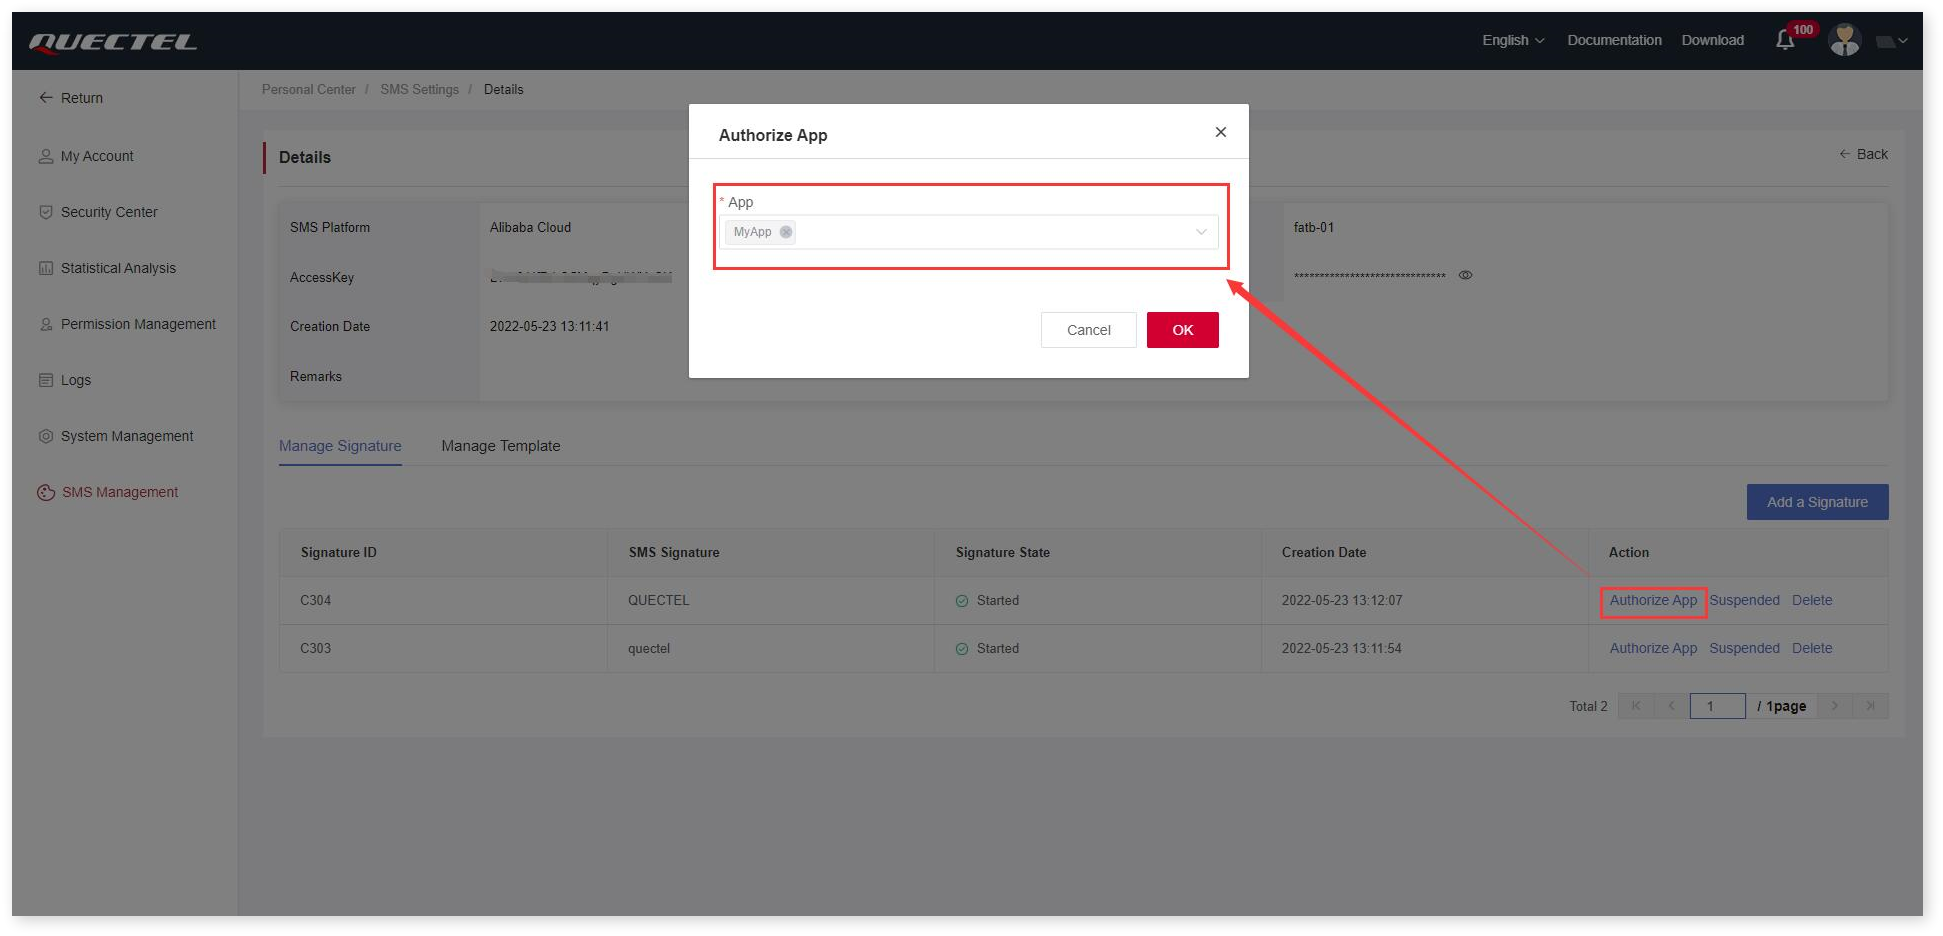 QUECTEL
English Documentation Download 100
Return
My Account
Security Center
Statistical Analysis
Permission Management
Logs
System Management
SMS Management
Personal Center / SMS Settings / Details
Details
Back
Authorize App
* App
MyApp
Cancel OK
SMS Platform Alibaba Cloud fatb-01
AccessKey ******************************
Creation Date 2022-05-23 13:11:41
Remarks
Manage Signature Manage Template
Add a Signature
Signature ID SMS Signature Signature State Creation Date Action
C304 QUECTEL Started 2022-05-23 13:12:07 Authorize App Suspended Delete
C303 quectel Started 2022-05-23 13:11:54 Authorize App Suspended Delete
Total 2 1 / 1page